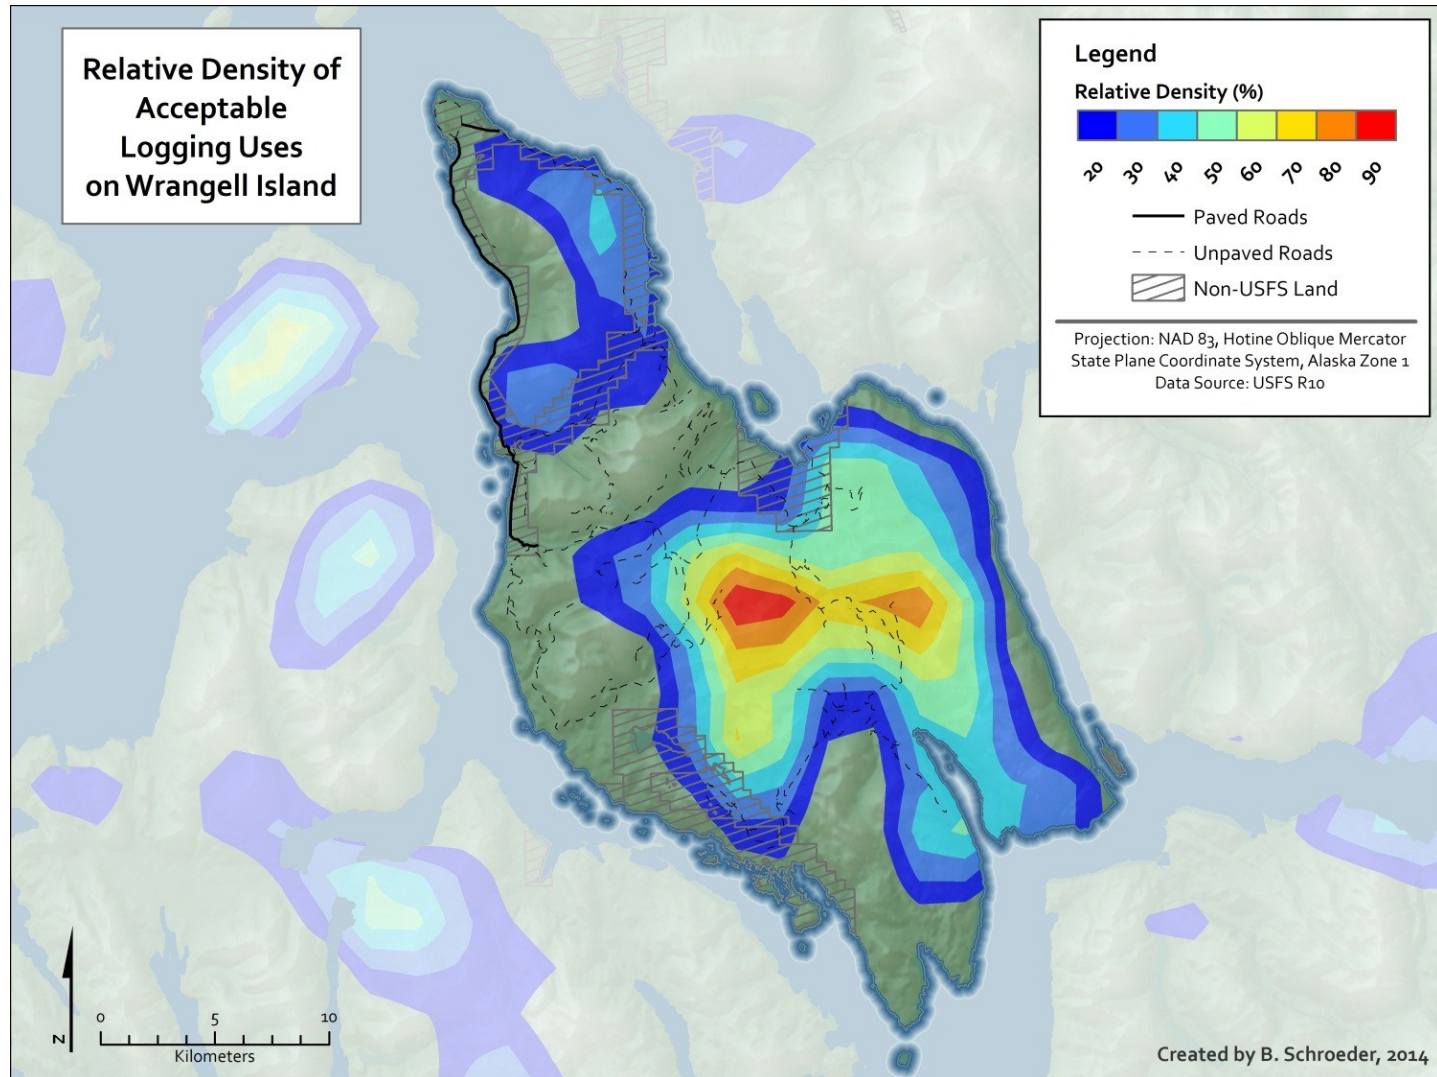 Relative Density of
Acceptable
Logging Uses
on Wrangell Island
Legend
Relative Density (%)
20 30 40 50 60 70 80 90
Paved Roads
Unpaved Roads
Non-USFS Land
Projection: NAD 83, Hotine Oblique Mercator
State Plane Coordinate System, Alaska Zone 1
Data Source: USFS R10
N
0 5 10
Kilometers
Created by B. Schroeder, 2014